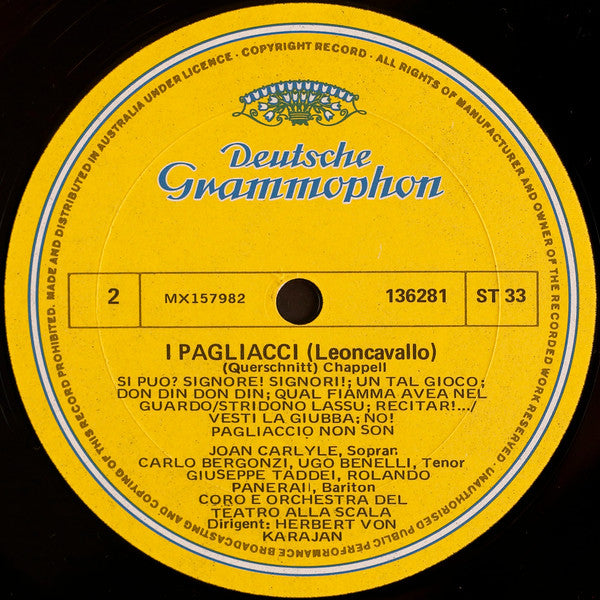 MADE AND DISTRIBUTED IN AUSTRALIA UNDER LICENCE · COPYRIGHT RECORD · ALL RIGHTS OF MANUFACTURER AND OWNER OF THE RECORDED WORK RESERVED · UNAUTHORISED PUBLIC PERFORMANCE BROADCASTING AND COPYING OF THIS RECORD PROHIBITED.
Deutsche
Grammophon
2 MX157982 136281 ST 33
I PAGLIACCI (Leoncavallo)
(Querschnitt) Chappell
SI PUO? SIGNORE! SIGNORI!; UN TAL GIOCO;
DON DIN DON DIN; QUAL FIAMMA AVEA NEL
GUARDO/STRIDONO LASSU; RECITAR!.../
VESTI LA GIUBBA; NO!
PAGLIACCIO NON SON
JOAN CARLYLE, Sopran
CARLO BERGONZI, UGO BENELLI, Tenor
GIUSEPPE TADDEI, ROLANDO
PANERAI, Bariton
CORO E ORCHESTRA DEL
TEATRO ALLA SCALA
Dirigent: HERBERT VON
KARAJAN